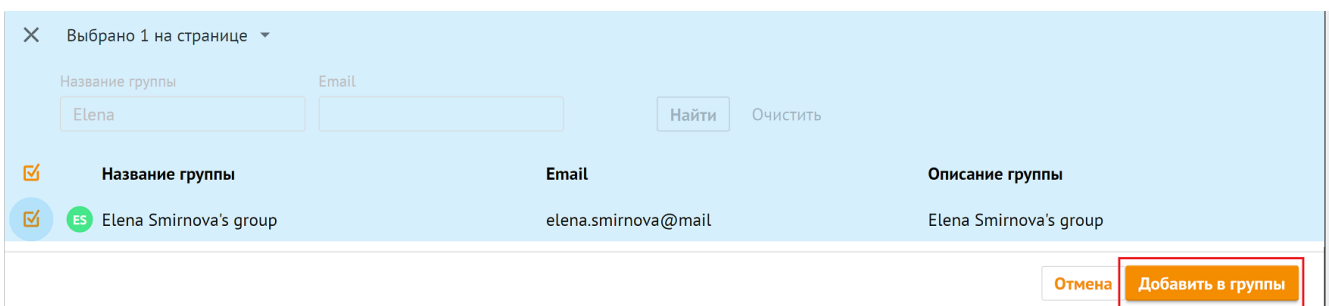 Выбрано 1 на странице
Название группы Email
Elena Найти Очистить
Название группы Email Описание группы
ES Elena Smirnova's group elena.smirnova@mail Elena Smirnova's group
Отмена Добавить в группы